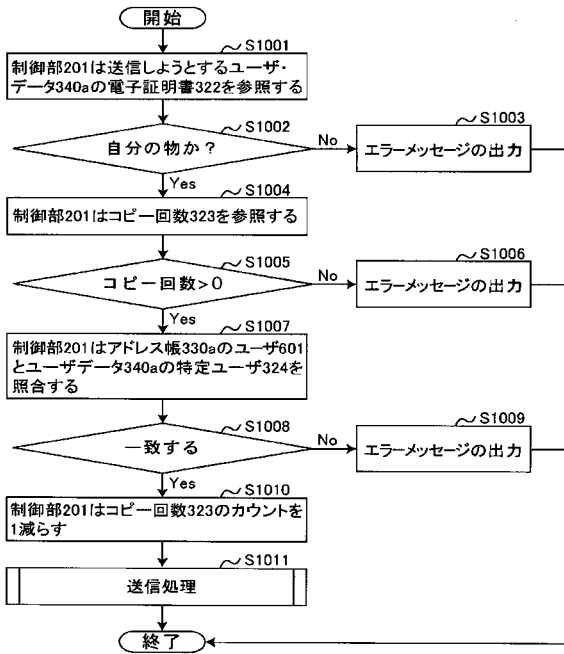 開始
S1001
制御部201は送信しようとするユーザ・
データ340aの電子証明書322を参照する
S1002
自分の物か？
No
S1003
エラーメッセージの出力
Yes
S1004
制御部201はコピー回数323を参照する
S1005
コピー回数>0
No
S1006
エラーメッセージの出力
Yes
S1007
制御部201はアドレス帳330aのユーザ601
とユーザデータ340aの特定ユーザ324を
照合する
S1008
一致する
No
S1009
エラーメッセージの出力
Yes
S1010
制御部201はコピー回数323のカウントを
1減らす
S1011
送信処理
終了